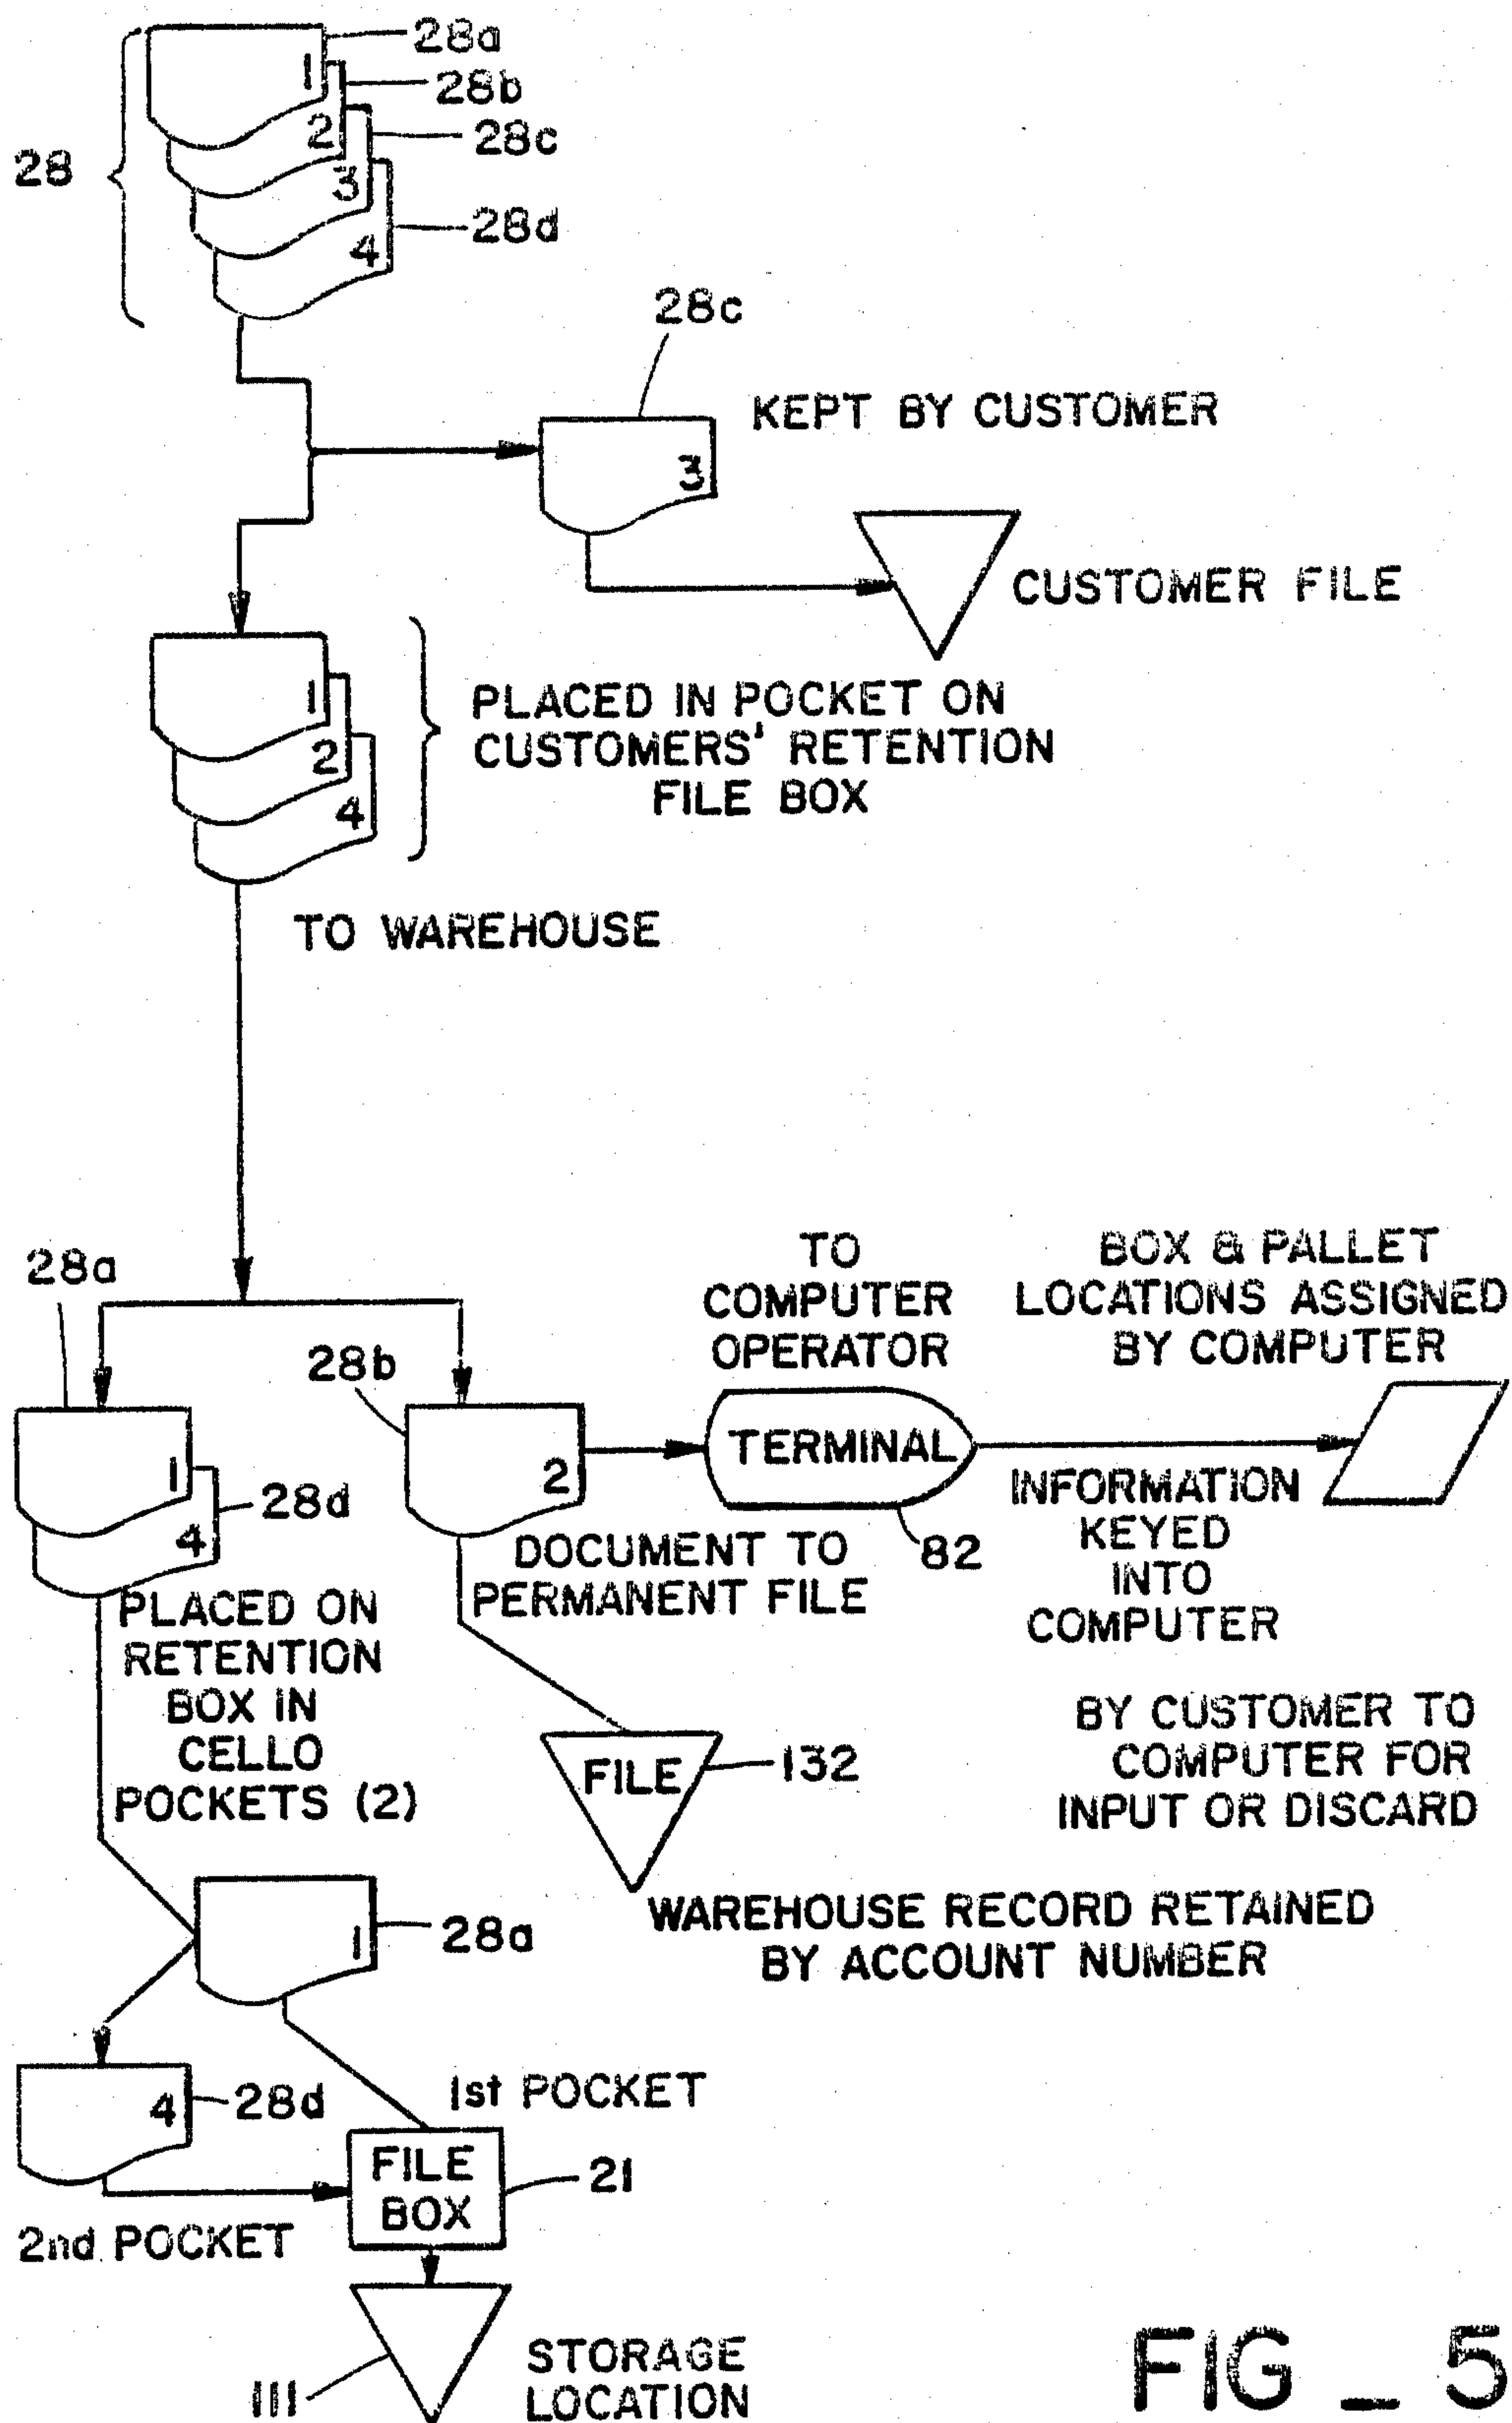 28
28a
1
28b
2
28c
3
28d
4
28c
KEPT BY CUSTOMER
3
CUSTOMER FILE
1
2
4
PLACED IN POCKET ON
CUSTOMERS' RETENTION
FILE BOX
TO WAREHOUSE
28a
1
28d
4
28b
2
TO
COMPUTER
OPERATOR
TERMINAL
82
BOX & PALLET
LOCATIONS ASSIGNED
BY COMPUTER
INFORMATION
KEYED
INTO
COMPUTER
DOCUMENT TO
PERMANENT FILE
PLACED ON
RETENTION
BOX IN
CELLO
POCKETS (2)
FILE
132
BY CUSTOMER TO
COMPUTER FOR
INPUT OR DISCARD
WAREHOUSE RECORD RETAINED
BY ACCOUNT NUMBER
1
28a
4
28d
1st POCKET
FILE
BOX
21
2nd POCKET
111
STORAGE
LOCATION
FIG _ 5